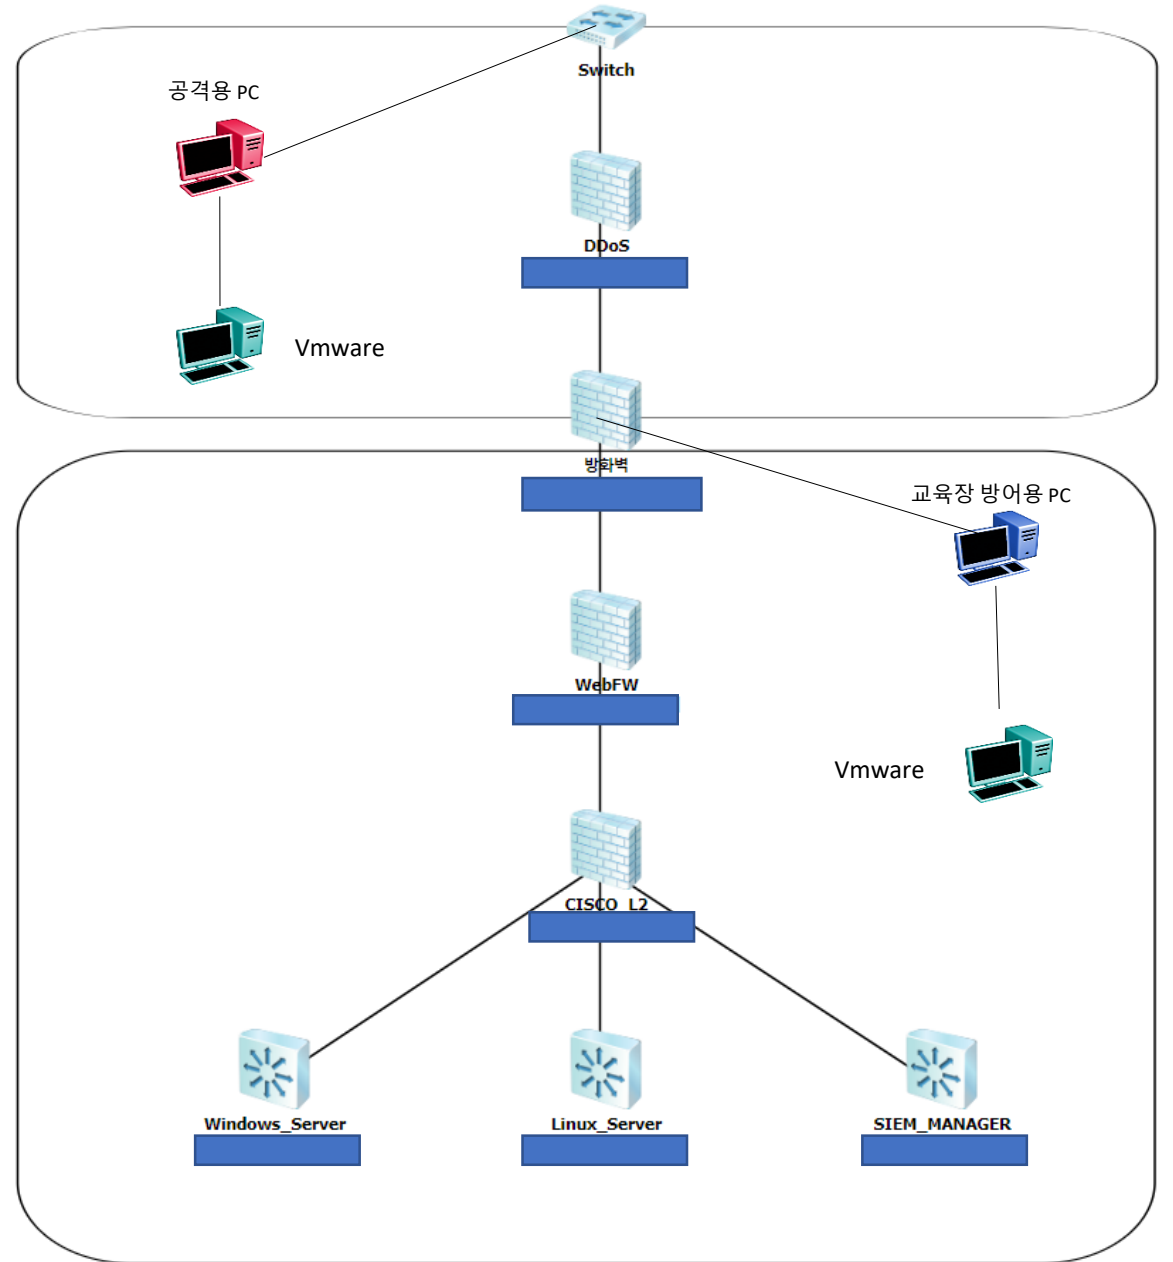 Switch
공격용 PC
DDoS
Vmware
방화벽
교육장 방어용 PC
WebFW
Vmware
CISCO_L2
Windows_Server
Linux_Server
SIEM_MANAGER